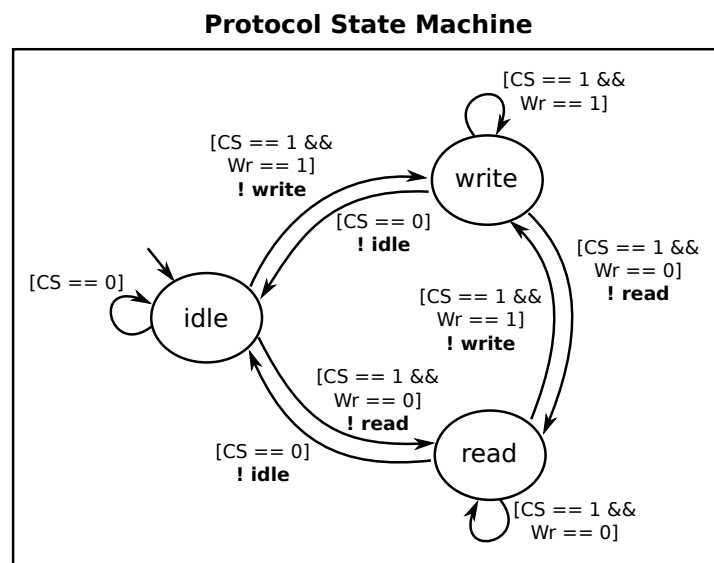 Protocol State Machine
[CS == 1 &&
Wr == 1]
[CS == 1 &&
Wr == 1]
! write
write
[CS == 0]
! idle
[CS == 1 &&
Wr == 0]
! read
[CS == 0]
idle
[CS == 1 &&
Wr == 1]
! write
[CS == 1 &&
Wr == 0]
! read
[CS == 0]
! idle
read
[CS == 1 &&
Wr == 0]